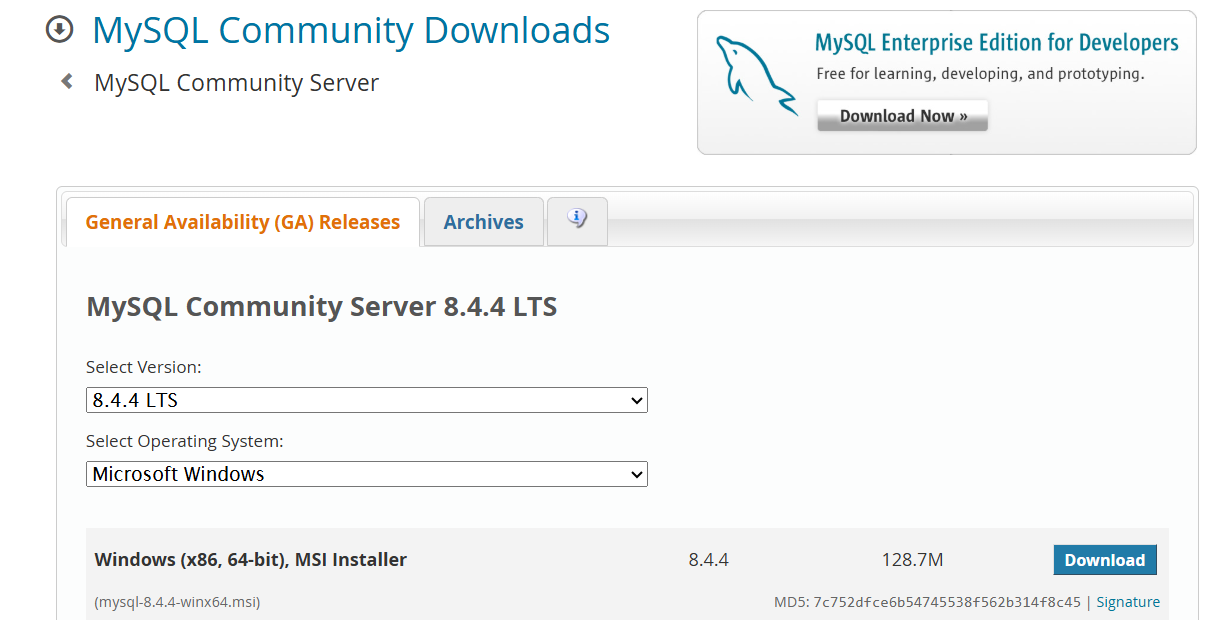 MySQL Community Downloads
MySQL Community Server
MySQL Enterprise Edition for Developers
Free for learning, developing, and prototyping.
Download Now »
General Availability (GA) Releases
Archives
i
MySQL Community Server 8.4.4 LTS
Select Version:
8.4.4 LTS
Select Operating System:
Microsoft Windows
Windows (x86, 64-bit), MSI Installer 8.4.4 128.7M Download
(mysql-8.4.4-winx64.msi) MD5: 7c752dfce6b54745538f562b314f8c45 | Signature